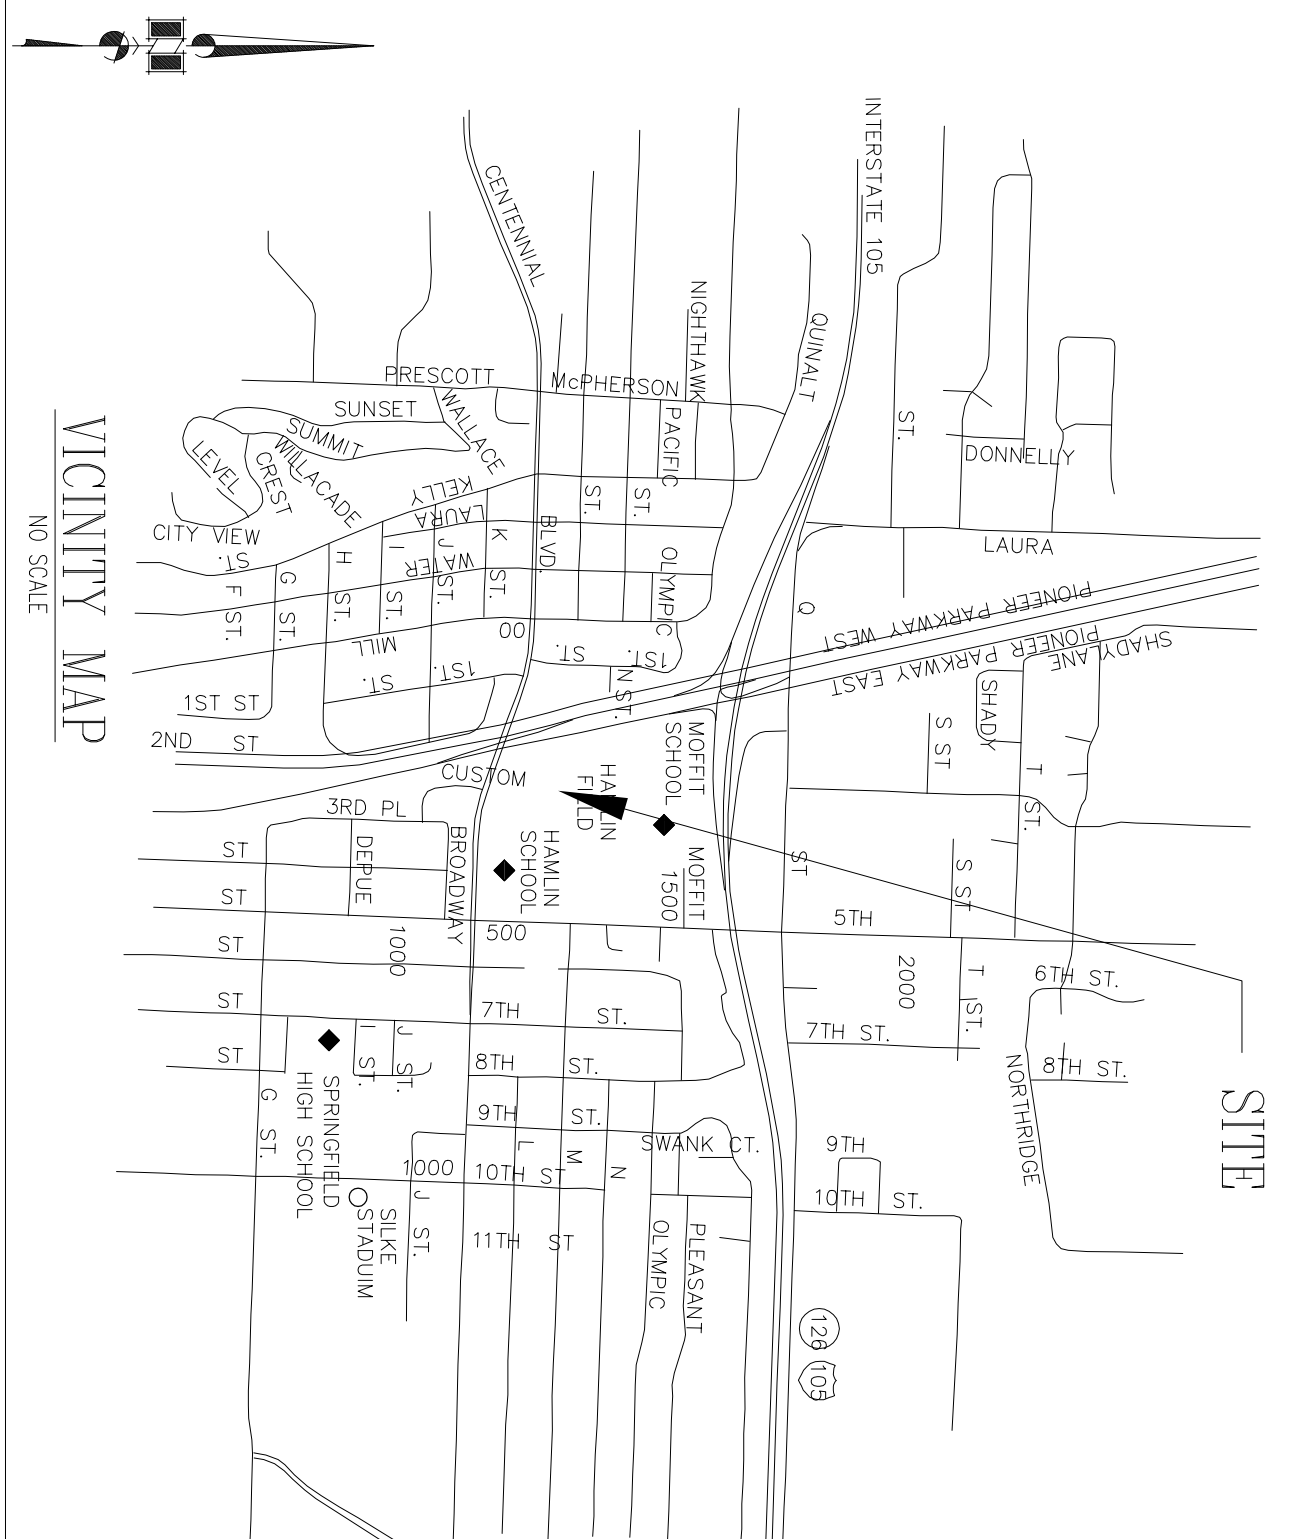 INTERSTATE 105
CENTENNIAL
NIGHTHAWK
QUINALT
ST.
DONNELLY
PRESCOTT
McPHERSON
PACIFIC
SUNSET
WALLACE
SUMMIT
WILLACADE
LEVEL
CREST
KELLY
LAURA
WATER
CITY VIEW
ST.
F ST.
G ST.
H ST.
I ST.
J ST.
K ST.
BLVD.
ST.
ST.
OLYMPIC
LAURA
Q
PIONEER PARKWAY WEST
PIONEER PARKWAY EAST
SHADYLANE
SHADY
MILL
ST.
1ST.
00
ST.
1ST.
N ST.
1ST ST
2ND ST
S ST
T ST.
MOFFIT
SCHOOL
HAMLIN
FIELD
CUSTOM
3RD PL
DEPUE
BROADWAY
HAMLIN
SCHOOL
MOFFIT
1500
ST
S ST
5TH
ST
ST
ST
ST
ST
1000
500
J
2000
T ST.
6TH ST.
7TH ST.
7TH ST.
8TH ST.
8TH ST.
NORTHRIDGE
I ST.
J ST.
G ST.
SPRINGFIELD
HIGH SCHOOL
9TH ST.
L
M
N
SWANK CT.
9TH
1000
10TH ST
10TH ST.
J ST.
SILKE
STADUIM
11TH ST
OLYMPIC
PLEASANT
126
105
SITE
VICINITY MAP
NO SCALE